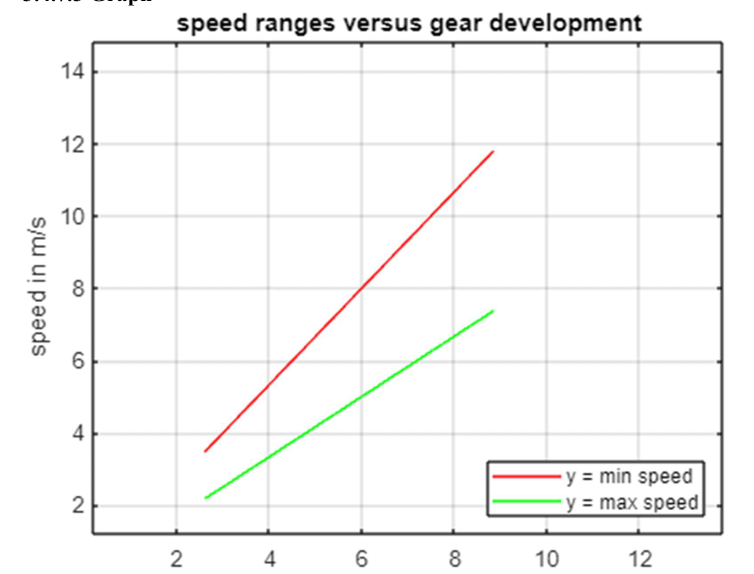 speed ranges versus gear development
14
12
10
8
6
4
2
speed in m/s
y = min speed
y = max speed
2 4 6 8 10 12